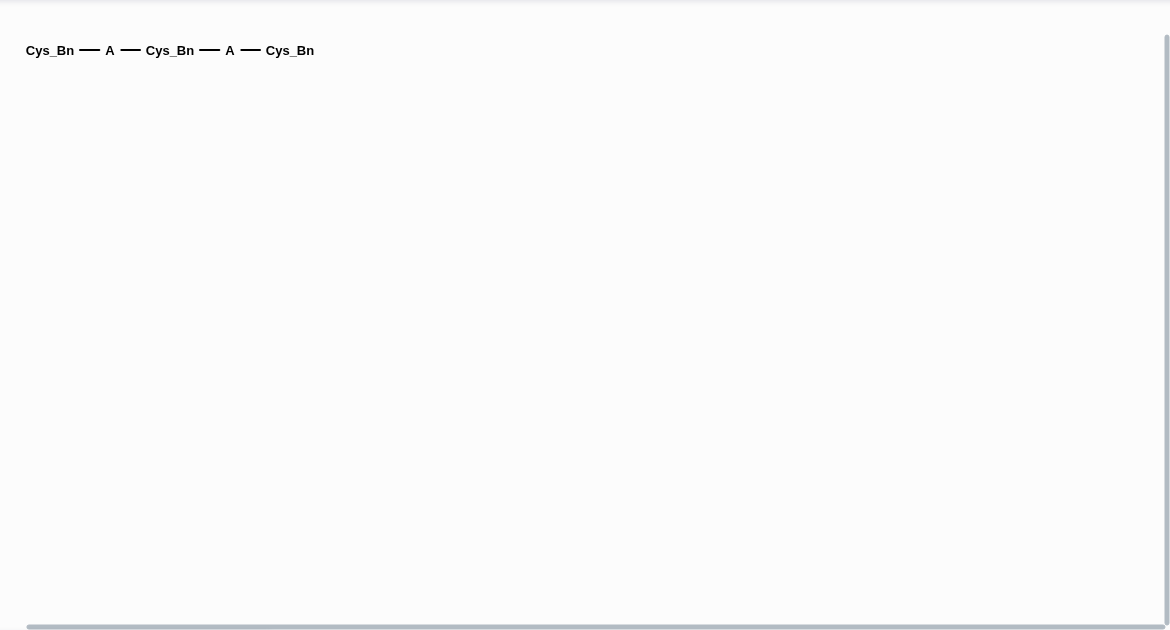 Cys_Bn — A — Cys_Bn — A — Cys_Bn